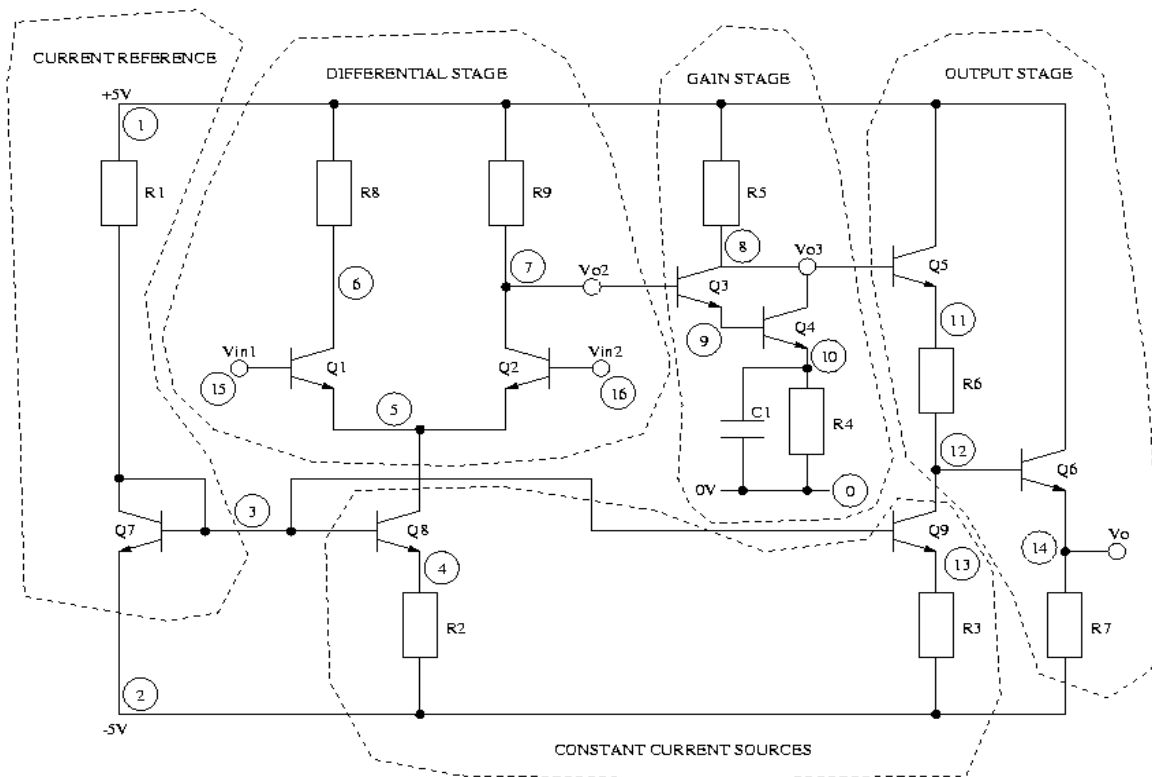 CURRENT REFERENCE
DIFFERENTIAL STAGE
GAIN STAGE
OUTPUT STAGE
+5V
1
R1
R8
R9
R5
8
Vo3
Q5
6
7
Vo2
Q3
9
Q4
10
11
Vin1
15
Q1
Q2
Vin2
16
5
C1
R4
R6
12
0V
0
Q6
Q7
3
Q8
Q9
4
13
14
Vo
R2
R3
R7
2
-5V
CONSTANT CURRENT SOURCES